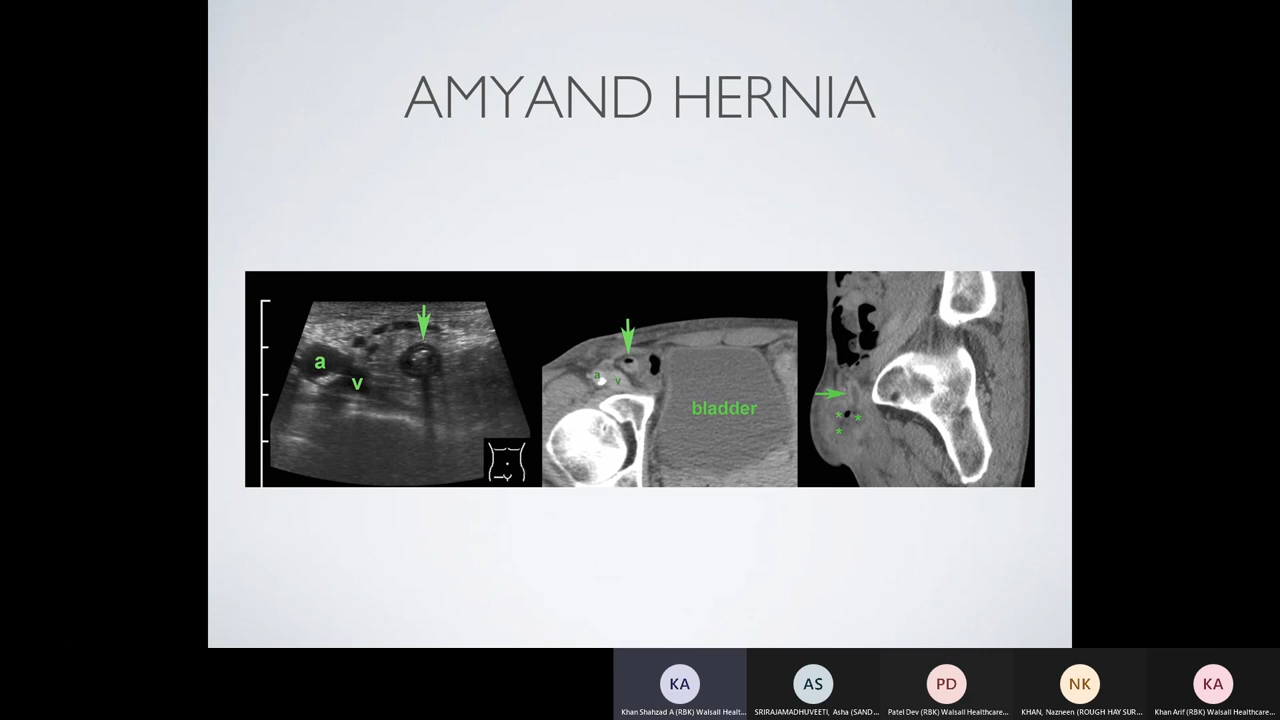 AMYAND HERNIA
a
v
a
v
bladder
*
*
*
KA
AS
PD
NK
KA
Khan Shahzad A (RBK) Walsall Healt...
SRIRAJAMADHUVEETI, Asha (SAND...
Patel Dev (RBK) Walsall Healthcare...
KHAN, Nazneen (ROUGH HAY SUR...
Khan Arif (RBK) Walsall Healthcare...